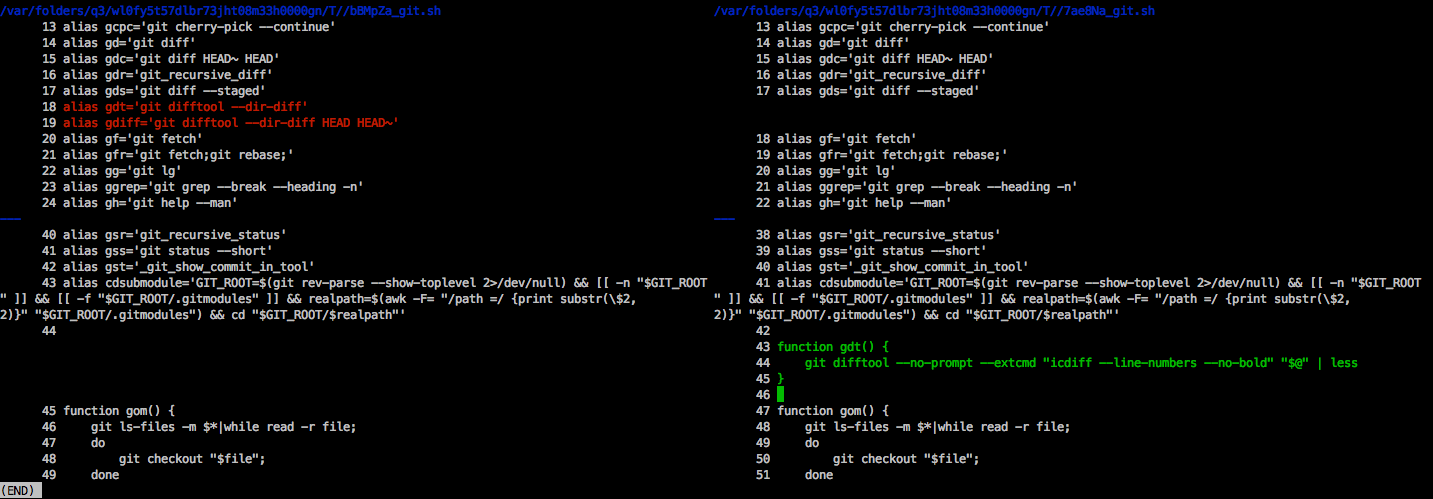 /var/folders/q3/wl0fy5t57dlbr73jht08m33h0000gn/T//bBMpZa_git.sh
13 alias gcpc='git cherry-pick --continue'
14 alias gd='git diff'
15 alias gdc='git diff HEAD~ HEAD'
16 alias gdr='git_recursive_diff'
17 alias gds='git diff --staged'
18 alias gdt='git difftool --dir-diff'
19 alias gdiff='git difftool --dir-diff HEAD HEAD~'
20 alias gf='git fetch'
21 alias gfr='git fetch;git rebase;'
22 alias gg='git lg'
23 alias ggrep='git grep --break --heading -n'
24 alias gh='git help --man'
---
40 alias gsr='git_recursive_status'
41 alias gss='git status --short'
42 alias gst='_git_show_commit_in_tool'
43 alias cdsubmodule='GIT_ROOT=$(git rev-parse --show-toplevel 2>/dev/null) && [[ -n "$GIT_ROOT
" ]] && [[ -f "$GIT_ROOT/.gitmodules" ]] && realpath=$(awk -F= "/path =/ {print substr(\$2,
2)}" "$GIT_ROOT/.gitmodules") && cd "$GIT_ROOT/$realpath"'
44
45 function gom() {
46     git ls-files -m $*|while read -r file;
47     do
48         git checkout "$file";
49     done
(END)
/var/folders/q3/wl0fy5t57dlbr73jht08m33h0000gn/T//7ae8Na_git.sh
13 alias gcpc='git cherry-pick --continue'
14 alias gd='git diff'
15 alias gdc='git diff HEAD~ HEAD'
16 alias gdr='git_recursive_diff'
17 alias gds='git diff --staged'
18 alias gf='git fetch'
19 alias gfr='git fetch;git rebase;'
20 alias gg='git lg'
21 alias ggrep='git grep --break --heading -n'
22 alias gh='git help --man'
---
38 alias gsr='git_recursive_status'
39 alias gss='git status --short'
40 alias gst='_git_show_commit_in_tool'
41 alias cdsubmodule='GIT_ROOT=$(git rev-parse --show-toplevel 2>/dev/null) && [[ -n "$GIT_ROOT
" ]] && [[ -f "$GIT_ROOT/.gitmodules" ]] && realpath=$(awk -F= "/path =/ {print substr(\$2,
2)}" "$GIT_ROOT/.gitmodules") && cd "$GIT_ROOT/$realpath"'
42
43 function gdt() {
44     git difftool --no-prompt --extcmd "icdiff --line-numbers --no-bold" "$@" | less
45 }
46
47 function gom() {
48     git ls-files -m $*|while read -r file;
49     do
50         git checkout "$file";
51     done